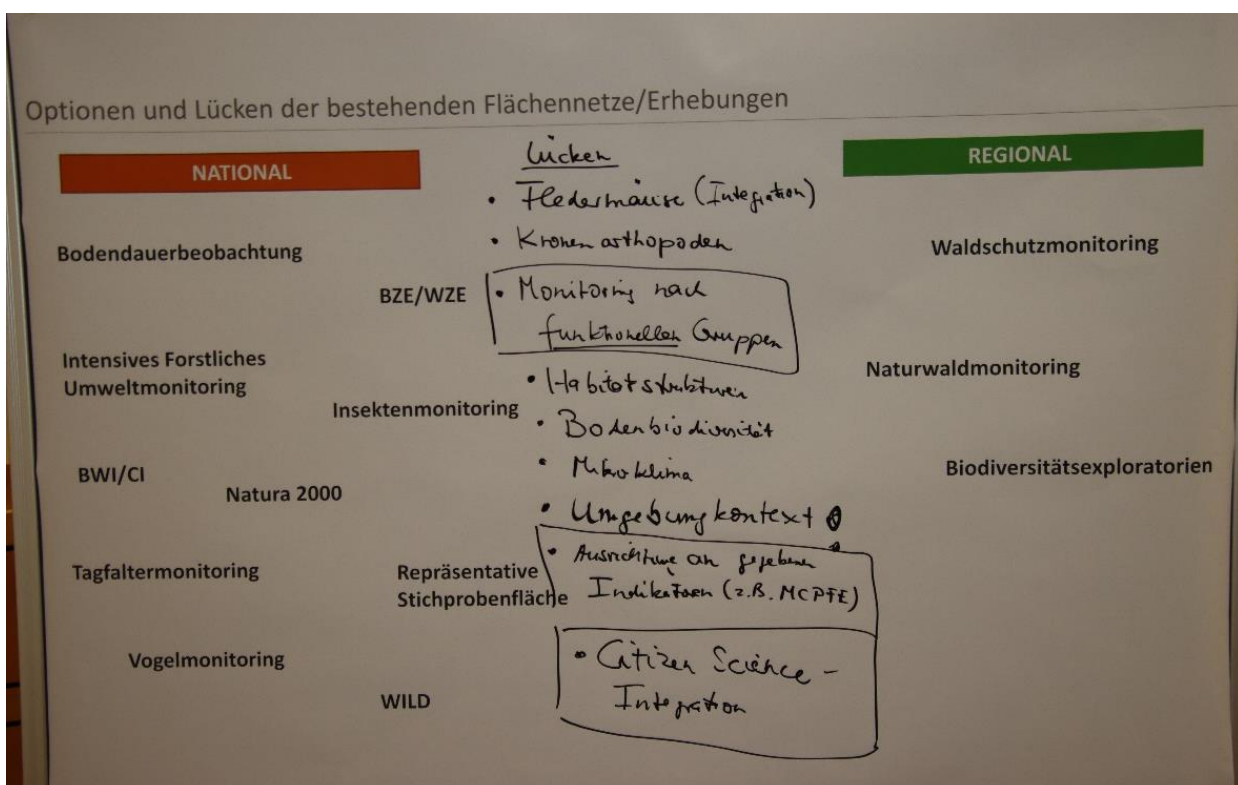 Optionen und Lücken der bestehenden Flächennetze/Erhebungen
NATIONAL
Bodendauerbeobachtung
BZE/WZE
Intensives Forstliches
Umweltmonitoring
Insektenmonitoring
BWI/CI
Natura 2000
Tagfaltermonitoring
Repräsentative
Stichprobenfläche
Vogelmonitoring
WILD
Lücken
• Fledermäuse (Integration)
• Kronenarthopoden
• Monitoring nach
funktionellen Gruppen
• Habitatstrukturen
• Bodenbiodiversität
• Mikroklima
• Umgebungkontext
• Ausrichtung an gegebenen
Indikatoren (z.B. MCPFE)
• Citizen Science -
Integration
REGIONAL
Waldschutzmonitoring
Naturwaldmonitoring
Biodiversitätsexploratorien